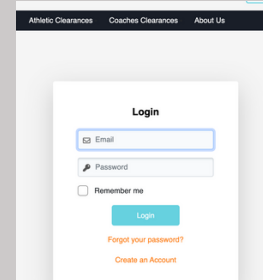 Athletic Clearances Coaches Clearances About Us
Login
Email
Password
Remember me
Login
Forgot your password?
Create an Account